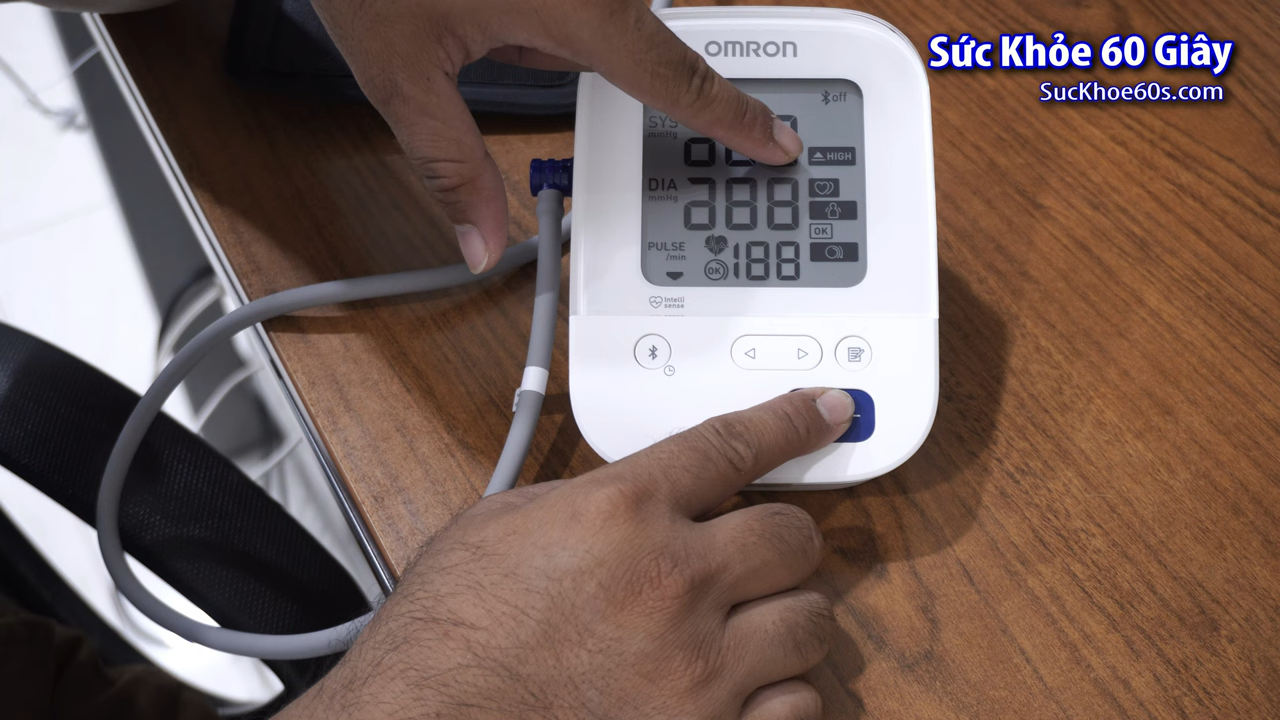 Sức Khỏe 60 Giây
SucKhoe60s.com
OMRON
off
SYS
mmHg
HIGH
DIA
mmHg
288
OK
PULSE
/min
OK
188
Intelli
sense